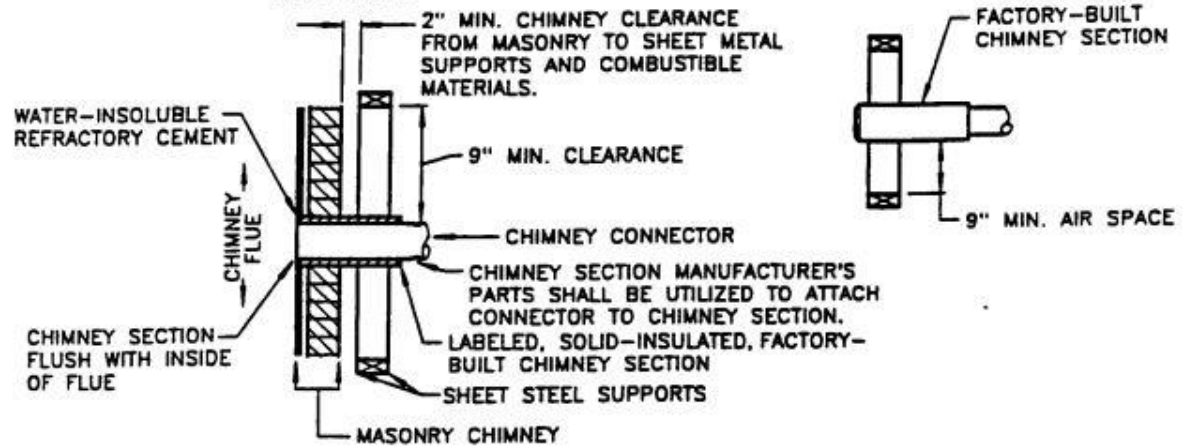 2" MIN. CHIMNEY CLEARANCE
FROM MASONRY TO SHEET METAL
SUPPORTS AND COMBUSTIBLE
MATERIALS.
FACTORY-BUILT
CHIMNEY SECTION
WATER-INSOLUBLE
REFRACTORY CEMENT
9" MIN. CLEARANCE
9" MIN. AIR SPACE
CHIMNEY
FLUE
CHIMNEY CONNECTOR
CHIMNEY SECTION MANUFACTURER'S
PARTS SHALL BE UTILIZED TO ATTACH
CONNECTOR TO CHIMNEY SECTION.
CHIMNEY SECTION
FLUSH WITH INSIDE
OF FLUE
LABELED, SOLID-INSULATED, FACTORY-
BUILT CHIMNEY SECTION
SHEET STEEL SUPPORTS
MASONRY CHIMNEY